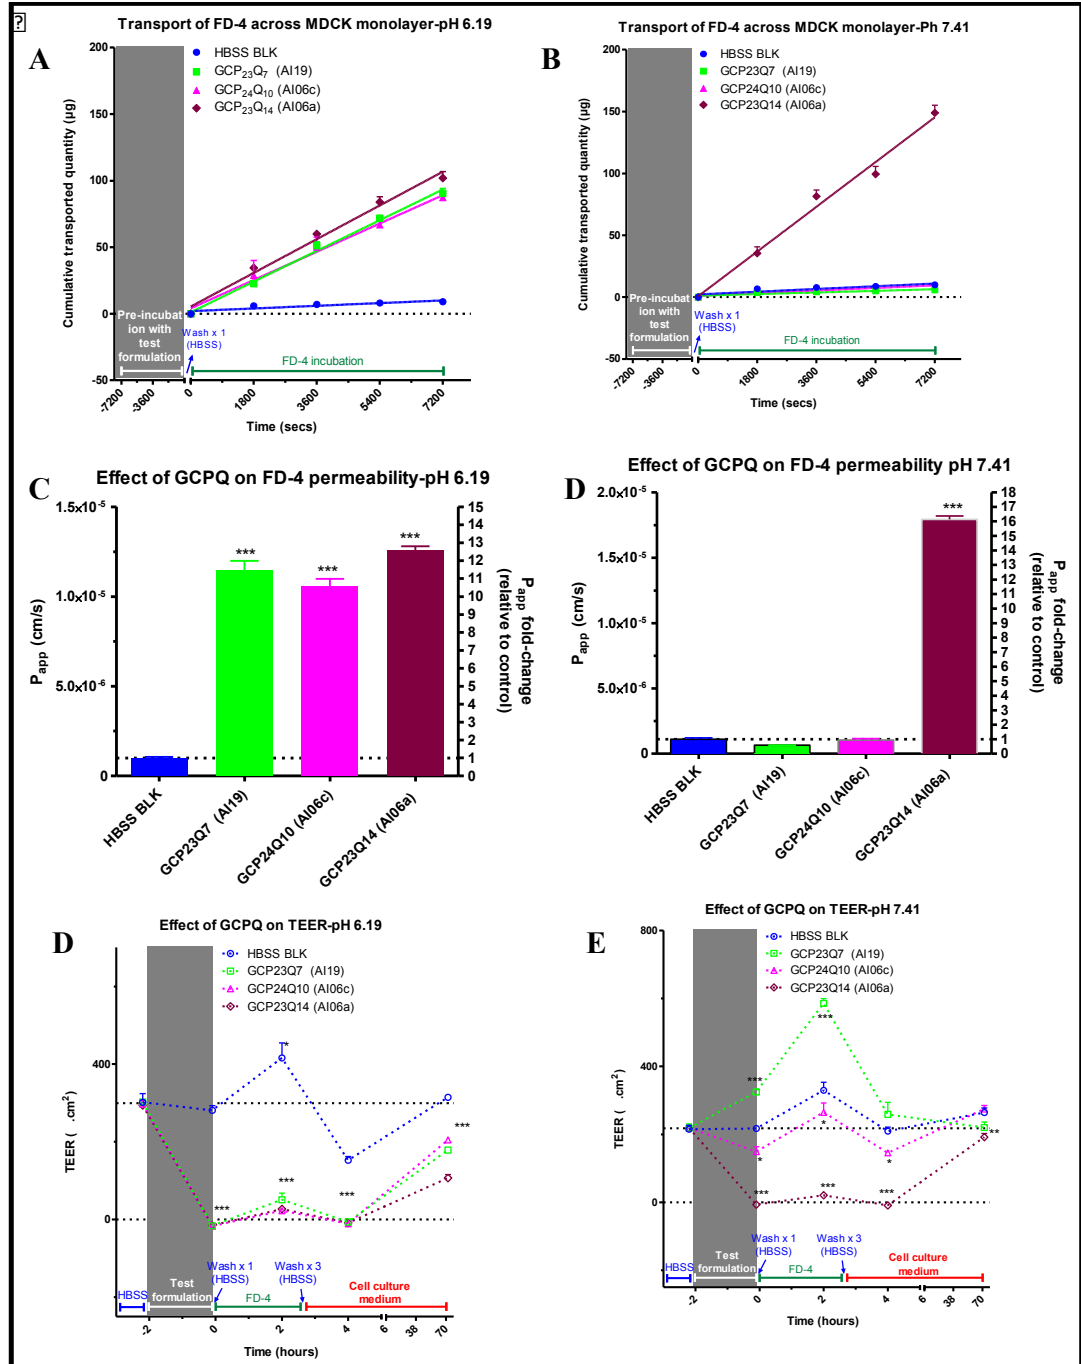 Transport of FD-4 across MDCK monolayer-pH 6.19
A
HBSS BLK
GCP23Q7 (AI19)
GCP24Q10 (AI06c)
GCP23Q14 (AI06a)
Cumulative transported quantity (µg)
200
150
100
50
0
-50
Pre-incubat
ion with
test
formulation
Wash x 1
(HBSS)
FD-4 incubation
-7200
-3600
0
1800
3600
5400
7200
Time (secs)
Transport of FD-4 across MDCK monolayer-Ph 7.41
B
HBSS BLK
GCP23Q7 (AI19)
GCP24Q10 (AI06c)
GCP23Q14 (AI06a)
Cumulative transported quantity (µg)
200
150
100
50
0
-50
Pre-incubat
ion with
test
formulation
Wash x 1
(HBSS)
FD-4 incubation
-7200
-3600
0
1800
3600
5400
7200
Time (secs)
Effect of GCPQ on FD-4 permeability-pH 6.19
C
Papp (cm/s)
1.5×10-5
1.0×10-5
5.0×10-6
0
***
***
***
15
14
13
12
11
10
9
8
7
6
5
4
3
2
1
0
Papp fold-change
(relative to control)
HBSS BLK
GCP23Q7 (AI19)
GCP24Q10 (AI06c)
GCP23Q14 (AI06a)
Effect of GCPQ on FD-4 permeability pH 7.41
D
Papp (cm/s)
2.0×10-5
1.5×10-5
1.0×10-5
5.0×10-6
0
***
18
17
16
15
14
13
12
11
10
9
8
7
6
5
4
3
2
1
0
Papp fold-change
(relative to control)
HBSS BLK
GCP23Q7 (AI19)
GCP24Q10 (AI06c)
GCP23Q14 (AI06a)
Effect of GCPQ on TEER-pH 6.19
D
HBSS BLK
GCP23Q7 (AI19)
GCP24Q10 (AI06c)
GCP23Q14 (AI06a)
TEER ( .cm2)
400
0
*
***
***
***
***
HBSS
Test
formulation
Wash x 1
(HBSS)
FD-4
Wash x 3
(HBSS)
Cell culture
medium
-2
0
2
4
6
38
70
Time (hours)
Effect of GCPQ on TEER-pH 7.41
E
HBSS BLK
GCP23Q7 (AI19)
GCP24Q10 (AI06c)
GCP23Q14 (AI06a)
TEER ( .cm2)
800
400
0
***
***
*
*
*
**
***
***
***
HBSS
Test
formulation
Wash x 1
(HBSS)
FD-4
Wash x 3
(HBSS)
Cell culture
medium
-2
0
2
4
6
38
70
Time (hours)